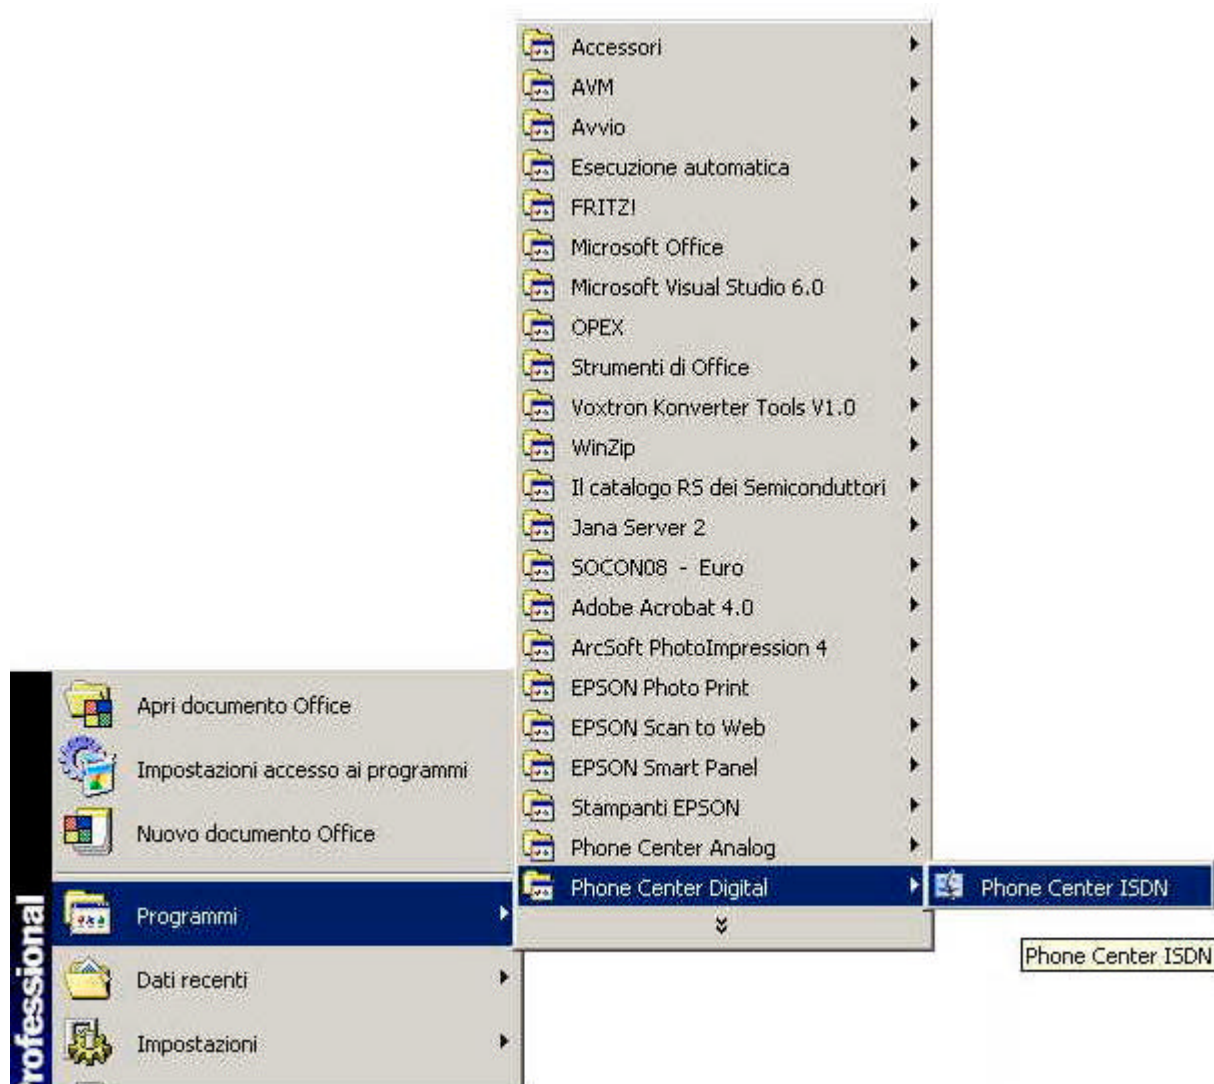 Accessori
AVM
Avvio
Esecuzione automatica
FRITZ!
Microsoft Office
Microsoft Visual Studio 6.0
OPEX
Strumenti di Office
Voxtron Konverter Tools V1.0
WinZip
Il catalogo RS dei Semiconduttori
Jana Server 2
SOCON08 - Euro
Adobe Acrobat 4.0
ArcSoft PhotoImpression 4
EPSON Photo Print
EPSON Scan to Web
EPSON Smart Panel
Stampanti EPSON
Phone Center Analog
Phone Center Digital
Phone Center ISDN
Phone Center ISDN
Apri documento Office
Impostazioni accesso ai programmi
Nuovo documento Office
Programmi
Dati recenti
Impostazioni
rofessional